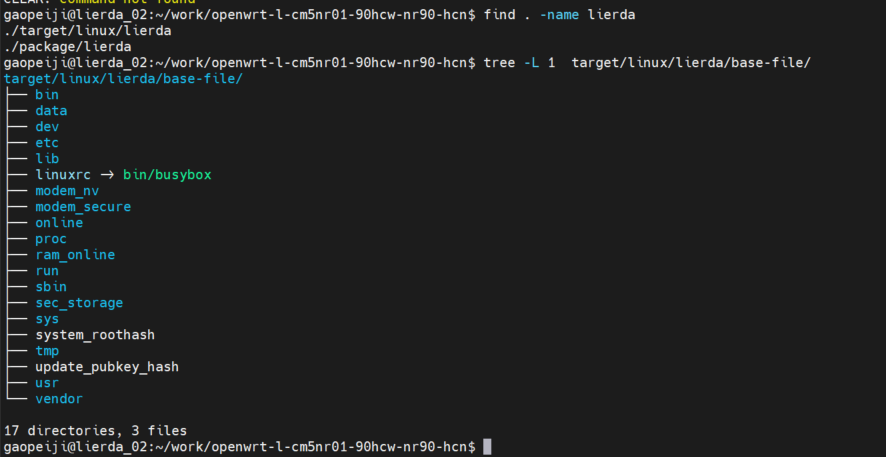 CLEAR: command not found
gaopeiji@lierda_02:~/work/openwrt-l-cm5nr01-90hcw-nr90-hcn$ find . -name lierda
./target/linux/lierda
./package/lierda
gaopeiji@lierda_02:~/work/openwrt-l-cm5nr01-90hcw-nr90-hcn$ tree -L 1  target/linux/lierda/base-file/
target/linux/lierda/base-file/
├── bin
├── data
├── dev
├── etc
├── lib
├── linuxrc -> bin/busybox
├── modem_nv
├── modem_secure
├── online
├── proc
├── ram_online
├── run
├── sbin
├── sec_storage
├── sys
├── system_roothash
├── tmp
├── update_pubkey_hash
├── usr
└── vendor
17 directories, 3 files
gaopeiji@lierda_02:~/work/openwrt-l-cm5nr01-90hcw-nr90-hcn$